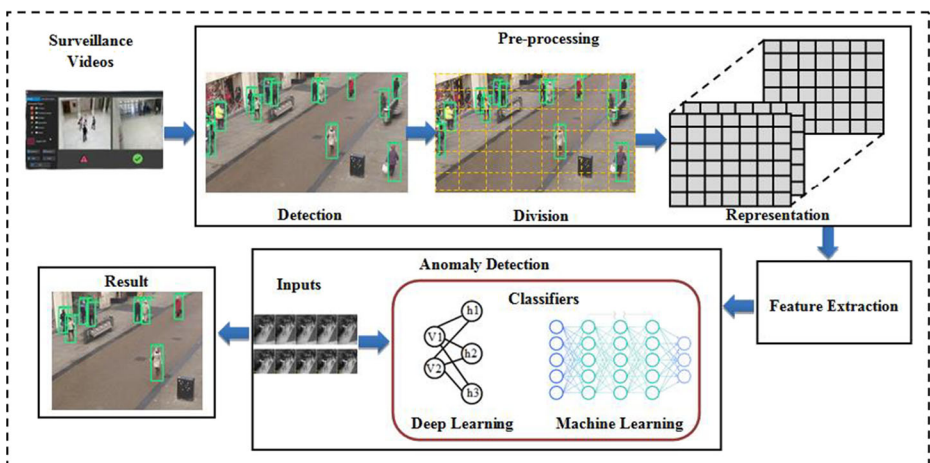 Surveillance
Videos
Pre-processing
Detection
Division
Representation
Feature Extraction
Anomaly Detection
Inputs
Classifiers
V1
V2
h1
h2
h3
Deep Learning
Machine Learning
Result